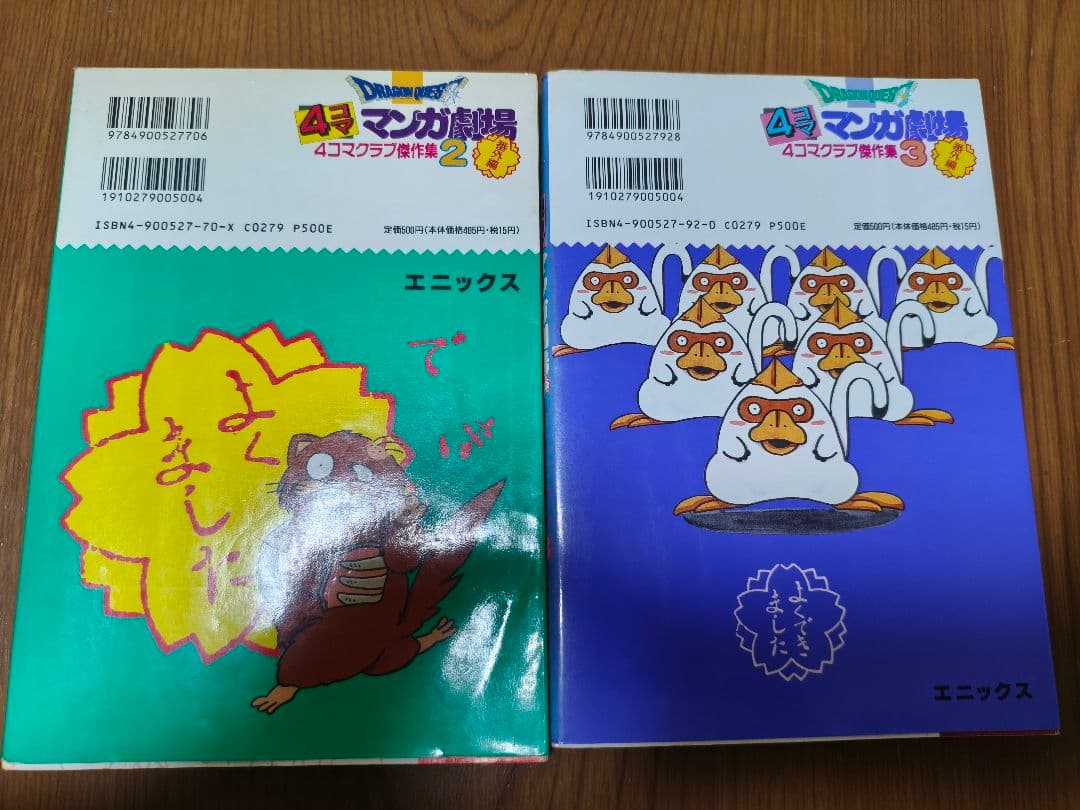 DRAGON QUEST
4コママンガ劇場
4コマクラブ傑作集2
番外編
9784900527706
1910279005004
ISBN4-900527-70-X C0279 P500E
定価500円(本体価格485円・税15円)
エニックス
よく
ました
でき
DRAGON QUEST
4コママンガ劇場
4コマクラブ傑作集3
番外編
9784900527928
1910279005004
ISBN4-900527-92-0 C0279 P500E
定価500円(本体価格485円・税15円)
よくでき
ました
エニックス